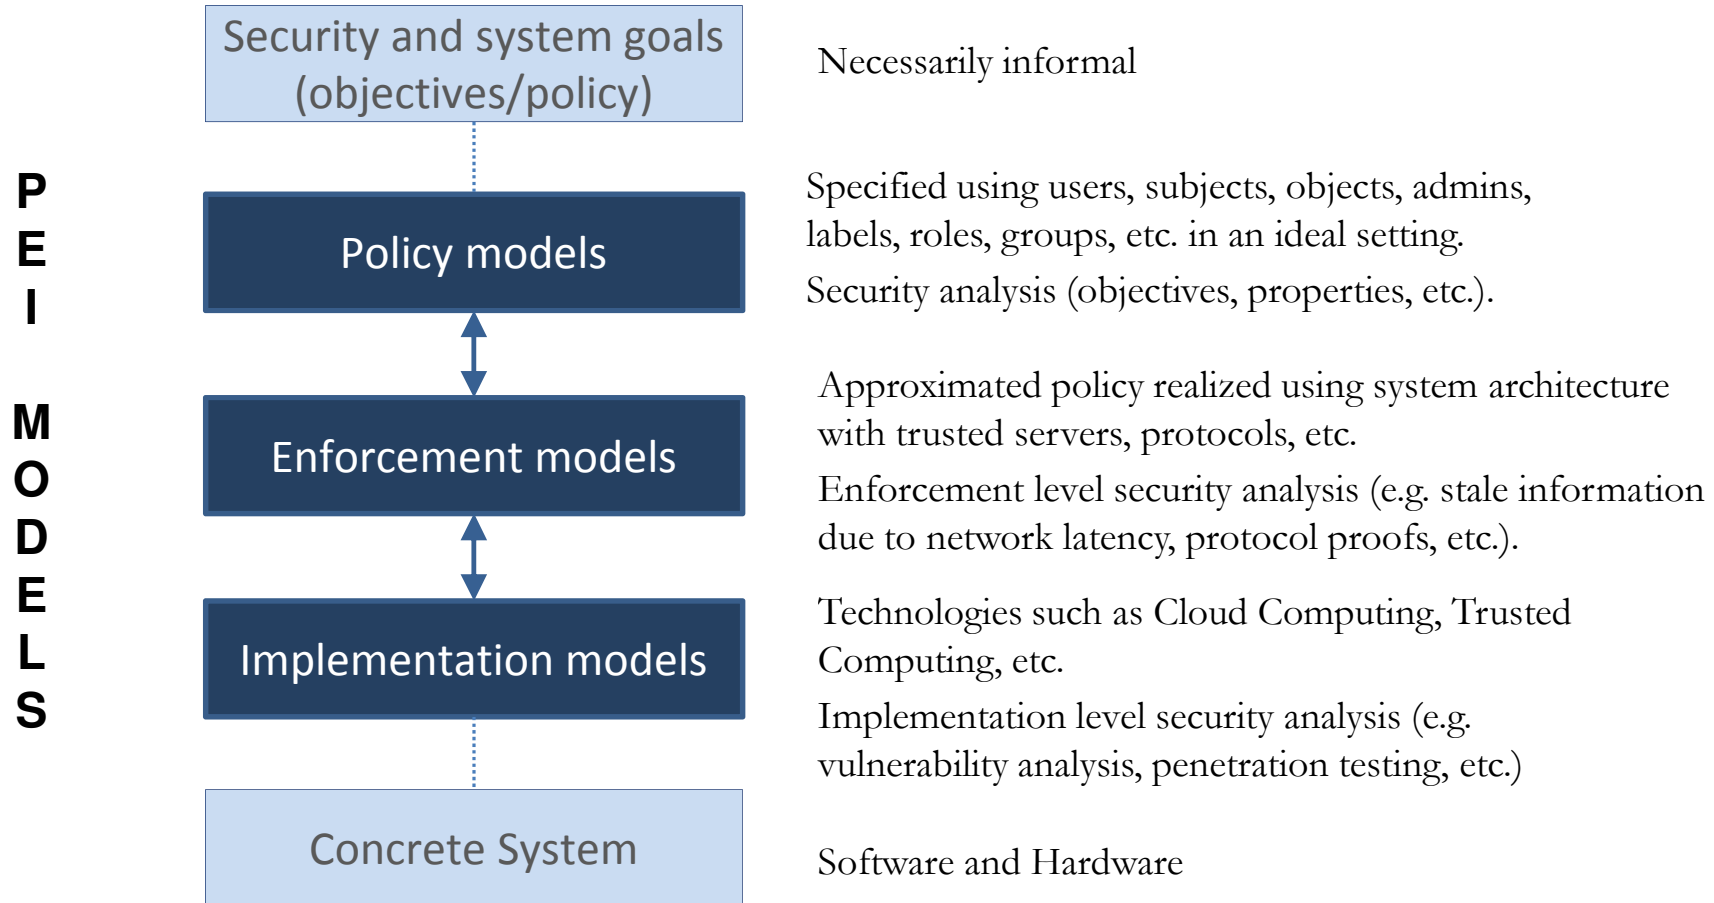 Security and system goals
(objectives/policy)
Necessarily informal
P
E
I
M
O
D
E
L
S
Policy models
Specified using users, subjects, objects, admins,
labels, roles, groups, etc. in an ideal setting.
Security analysis (objectives, properties, etc.).
Enforcement models
Approximated policy realized using system architecture
with trusted servers, protocols, etc.
Enforcement level security analysis (e.g. stale information
due to network latency, protocol proofs, etc.).
Implementation models
Technologies such as Cloud Computing, Trusted
Computing, etc.
Implementation level security analysis (e.g.
vulnerability analysis, penetration testing, etc.)
Concrete System
Software and Hardware